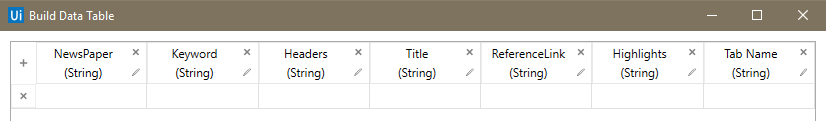 Ui Build Data Table
NewsPaper Keyword Headers Title ReferenceLink Highlights Tab Name
(String) (String) (String) (String) (String) (String) (String)